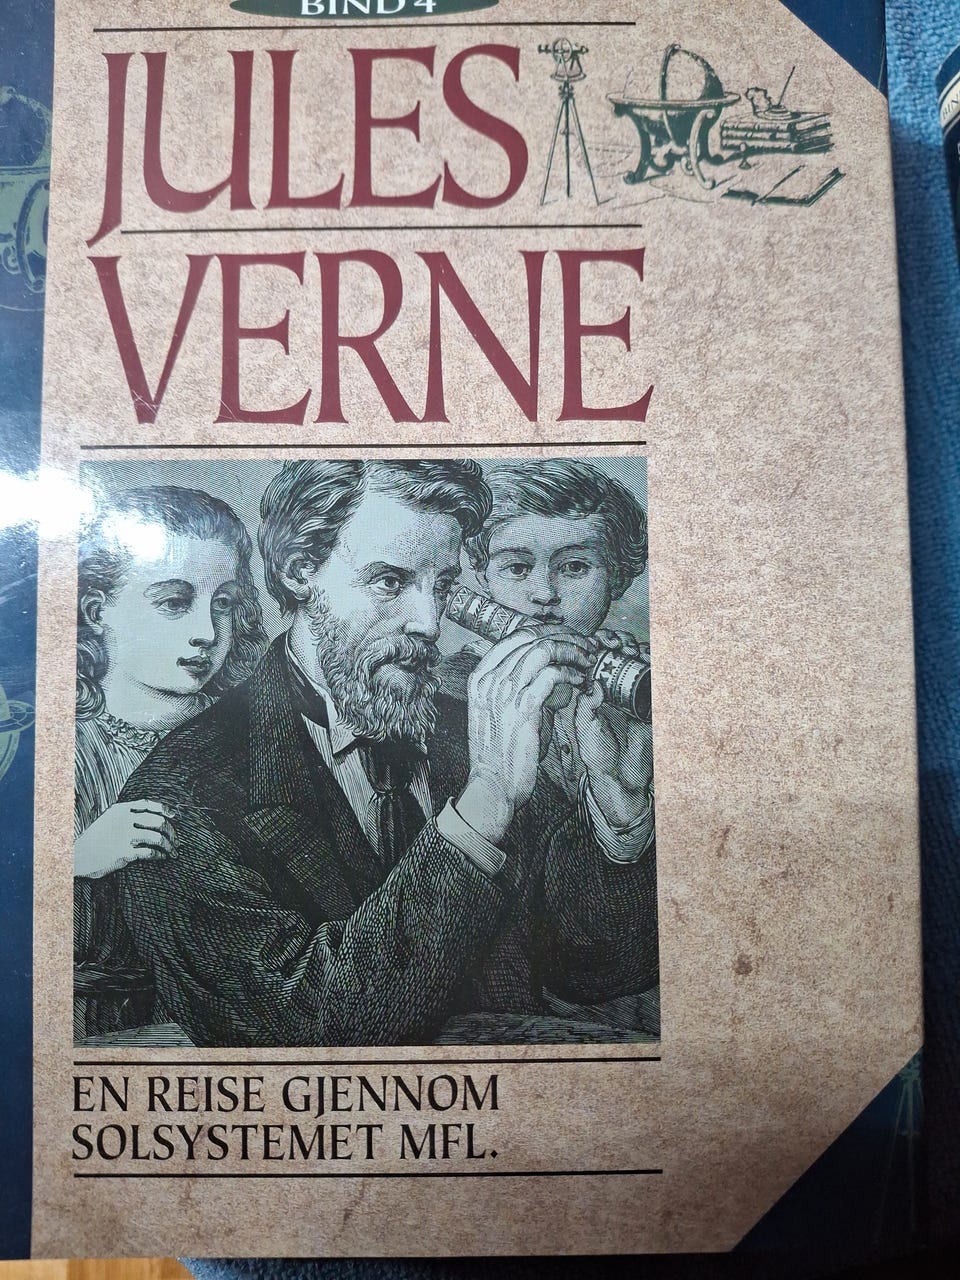 BIND 4
JULES
VERNE
EN REISE GJENNOM
SOLSYSTEMET MFL.